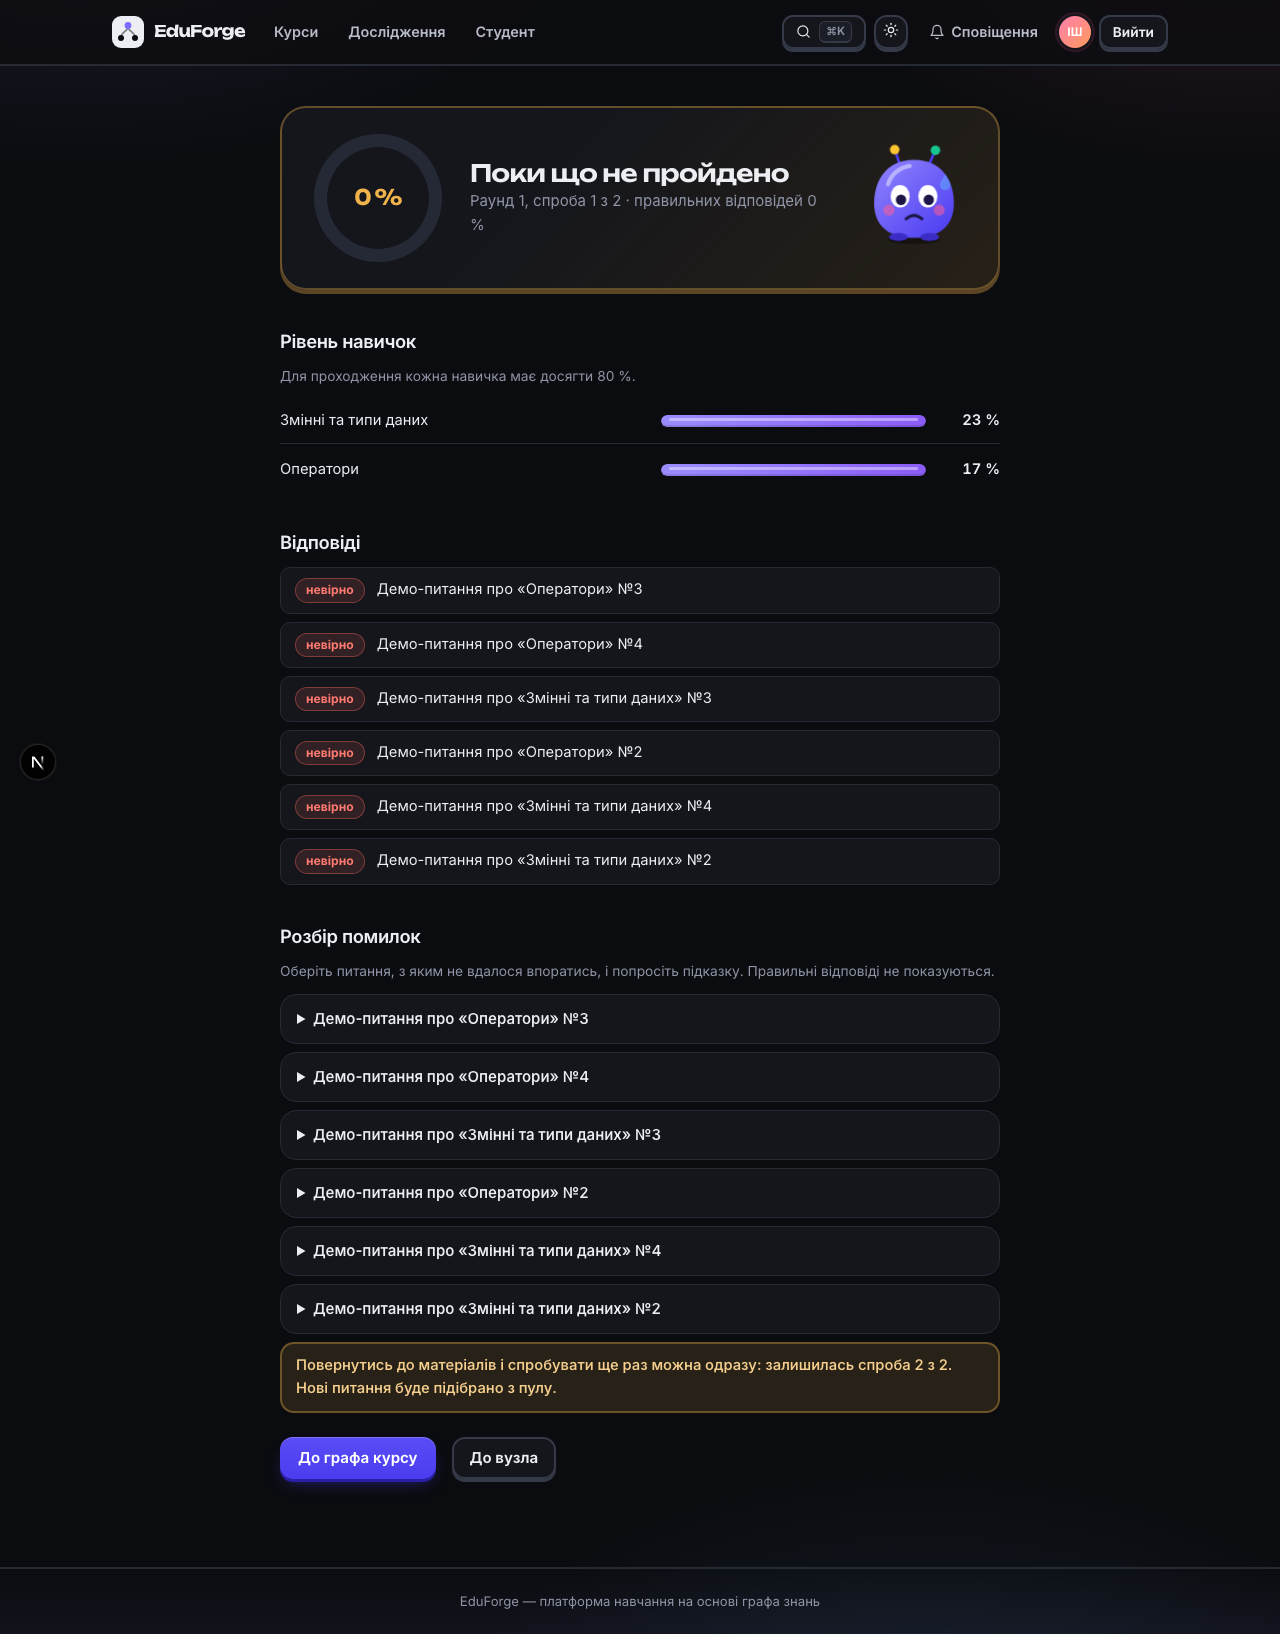 EduForge
Курси
Дослідження
Студент
⌘K
Сповіщення
ІШ
Вийти
0 %
Поки що не пройдено
Раунд 1, спроба 1 з 2 · правильних відповідей 0
%
Рівень навичок
Для проходження кожна навичка має досягти 80 %.
Змінні та типи даних
23 %
Оператори
17 %
Відповіді
невірно Демо-питання про «Оператори» №3
невірно Демо-питання про «Оператори» №4
невірно Демо-питання про «Змінні та типи даних» №3
невірно Демо-питання про «Оператори» №2
невірно Демо-питання про «Змінні та типи даних» №4
невірно Демо-питання про «Змінні та типи даних» №2
Розбір помилок
Оберіть питання, з яким не вдалося впоратись, і попросіть підказку. Правильні відповіді не показуються.
Демо-питання про «Оператори» №3
Демо-питання про «Оператори» №4
Демо-питання про «Змінні та типи даних» №3
Демо-питання про «Оператори» №2
Демо-питання про «Змінні та типи даних» №4
Демо-питання про «Змінні та типи даних» №2
Повернутись до матеріалів і спробувати ще раз можна одразу: залишилась спроба 2 з 2.
Нові питання буде підібрано з пулу.
До графа курсу
До вузла
EduForge — платформа навчання на основі графа знань